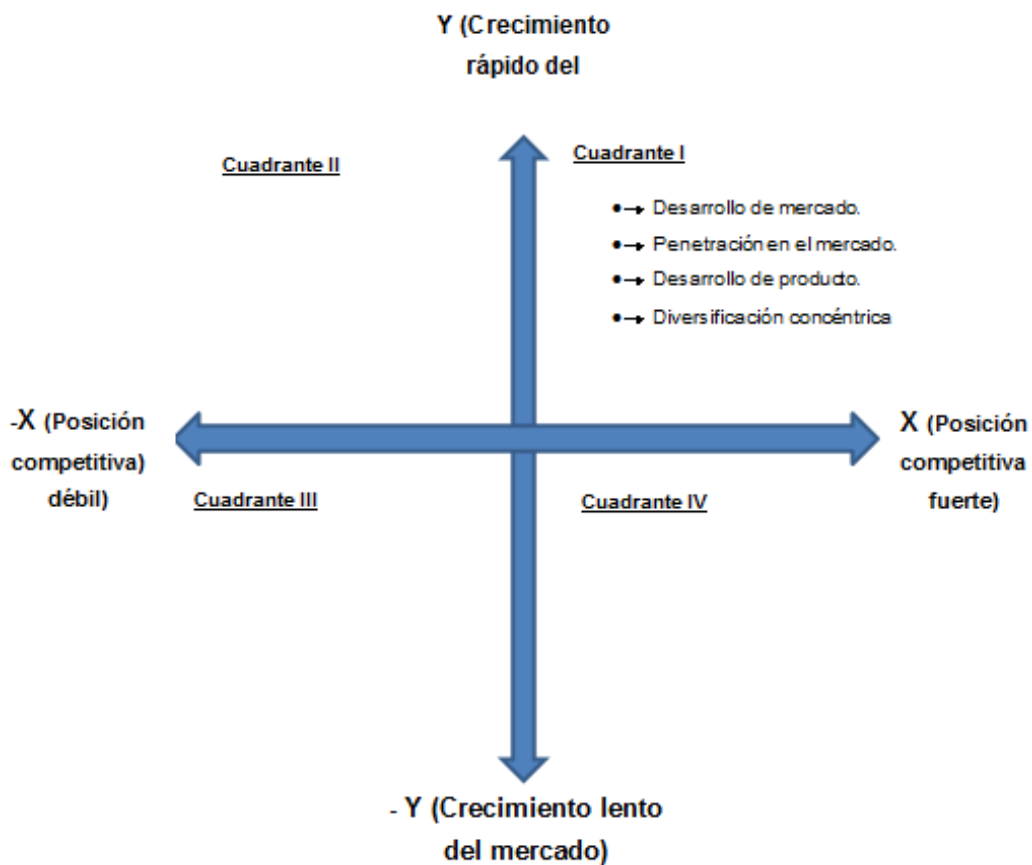 Y (Crecimiento
rápido del
Cuadrante II
Cuadrante I
Desarrollo de mercado.
Penetración en el mercado.
Desarrollo de producto.
Diversificación concéntrica
-X (Posición
competitiva)
débil)
X (Posición
competitiva
fuerte)
Cuadrante III
Cuadrante IV
- Y (Crecimiento lento
del mercado)